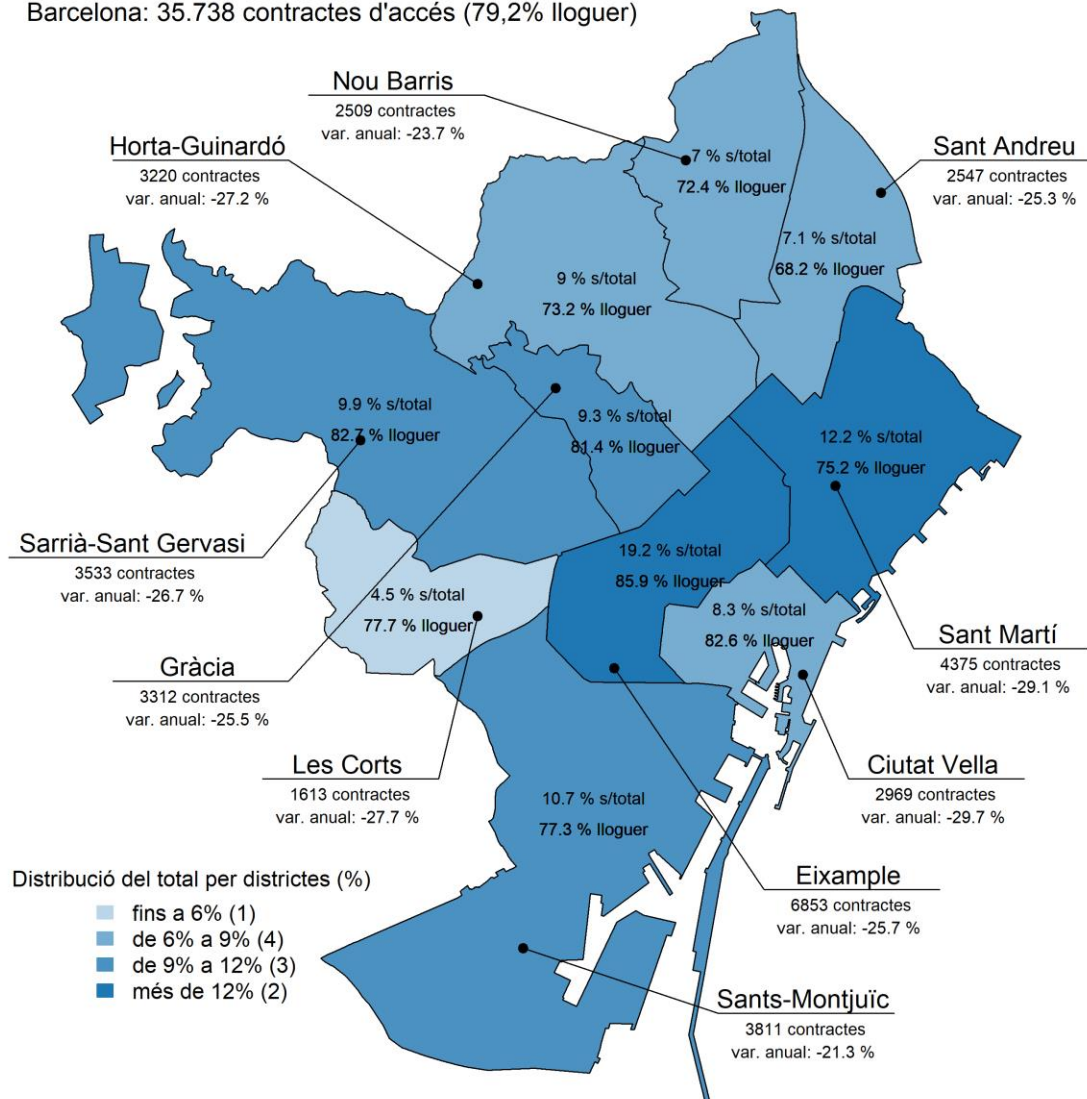 Barcelona: 35.738 contractes d'accés (79,2% lloguer)
Nou Barris
2509 contractes
var. anual: -23.7 %
Horta-Guinardó
3220 contractes
var. anual: -27.2 %
Sant Andreu
2547 contractes
var. anual: -25.3 %
7 % s/total
72.4 % lloguer
7.1 % s/total
68.2 % lloguer
9 % s/total
73.2 % lloguer
9.9 % s/total
82.7 % lloguer
9.3 % s/total
81.4 % lloguer
12.2 % s/total
75.2 % lloguer
Sarrià-Sant Gervasi
3533 contractes
var. anual: -26.7 %
19.2 % s/total
85.9 % lloguer
4.5 % s/total
77.7 % lloguer
8.3 % s/total
82.6 % lloguer
Sant Martí
4375 contractes
var. anual: -29.1 %
Gràcia
3312 contractes
var. anual: -25.5 %
Les Corts
1613 contractes
var. anual: -27.7 %
Ciutat Vella
2969 contractes
var. anual: -29.7 %
10.7 % s/total
77.3 % lloguer
Eixample
6853 contractes
var. anual: -25.7 %
Distribució del total per districtes (%)
fins a 6% (1)
de 6% a 9% (4)
de 9% a 12% (3)
més de 12% (2)
Sants-Montjuïc
3811 contractes
var. anual: -21.3 %